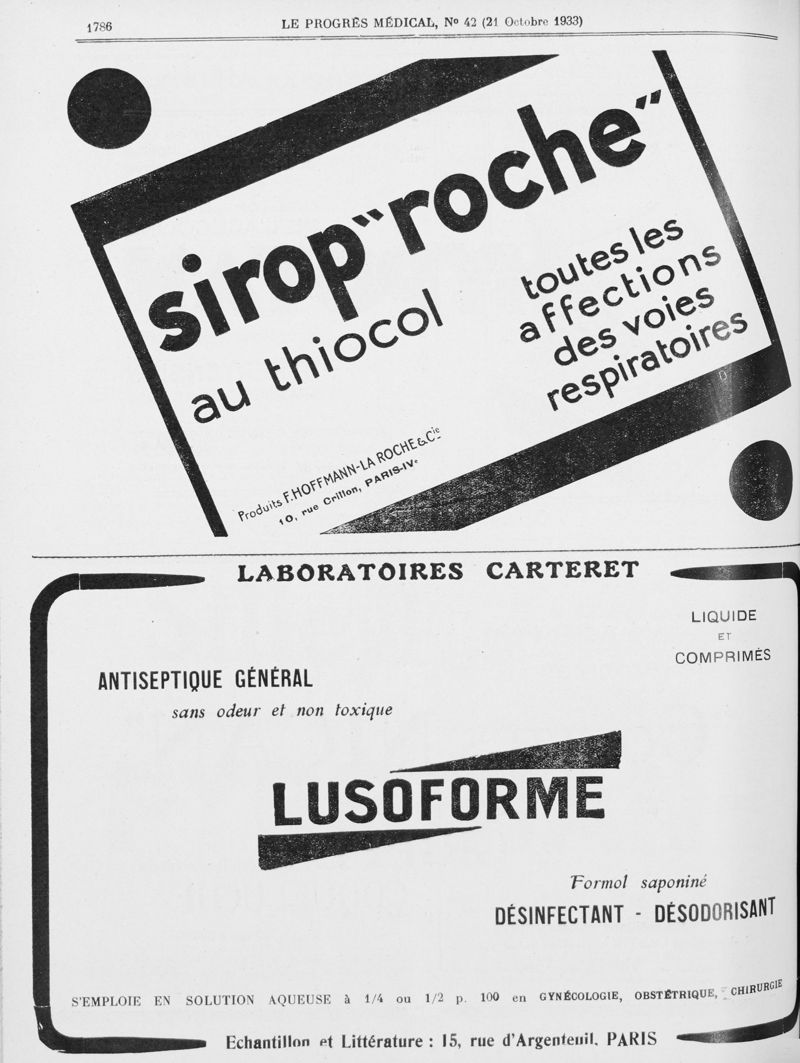 1786
LE PROGRÈS MÉDICAL, Nº 42 (21 Octobre 1933)
sirop "roche"
au thiocol
toutes les
affections
des voies
respiratoires
Produits F. HOFFMANN-LA ROCHE & Cie
10, rue Crillon, PARIS-IVe
LABORATOIRES CARTERET
LIQUIDE
ET
COMPRIMÉS
ANTISEPTIQUE GÉNÉRAL
sans odeur et non toxique
LUSOFORME
Formol saponiné
DÉSINFECTANT - DÉSODORISANT
S'EMPLOIE EN SOLUTION AQUEUSE à 1/4 ou 1/2 p. 100 en GYNÉCOLOGIE, OBSTÉTRIQUE, CHIRURGIE
Echantillon et Littérature : 15, rue d'Argenteuil, PARIS